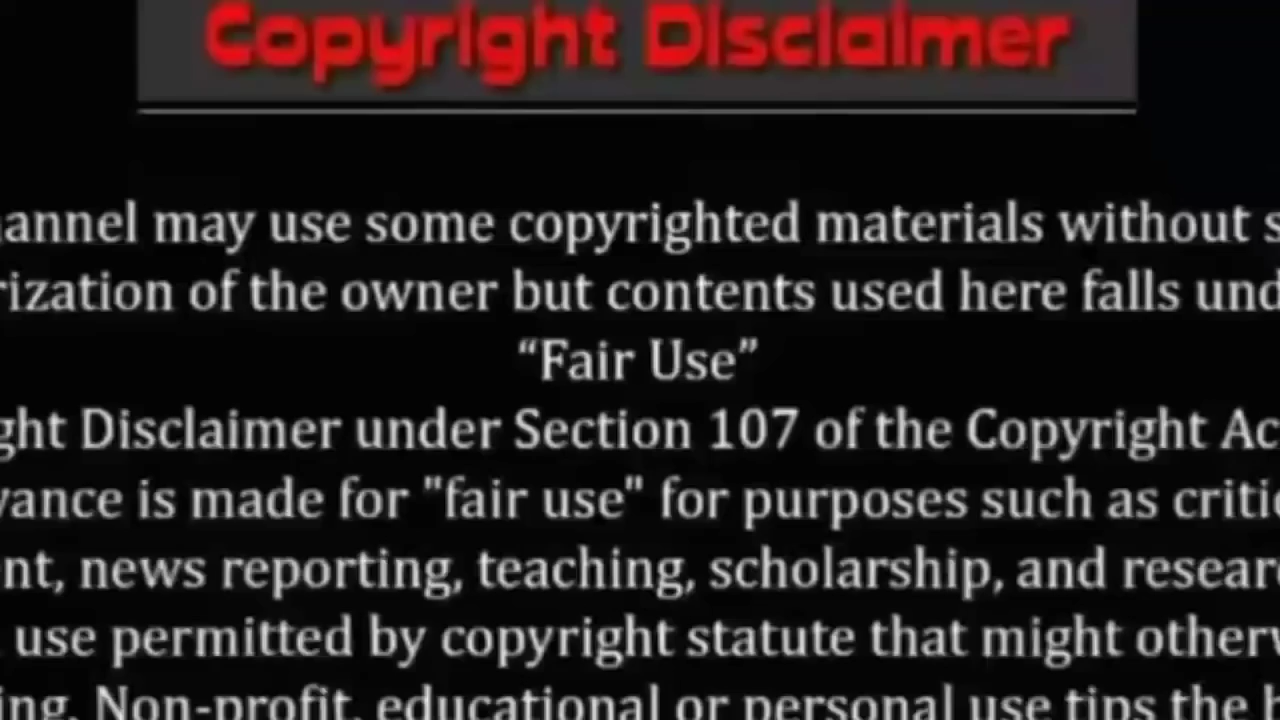 Copyright Disclaimer
hannel may use some copyrighted materials without s
rization of the owner but contents used here falls und
“Fair Use”
ght Disclaimer under Section 107 of the Copyright Ac
vance is made for "fair use" for purposes such as critic
nt, news reporting, teaching, scholarship, and resear
use permitted by copyright statute that might otherw
ing. Non-profit, educational or personal use tips the b